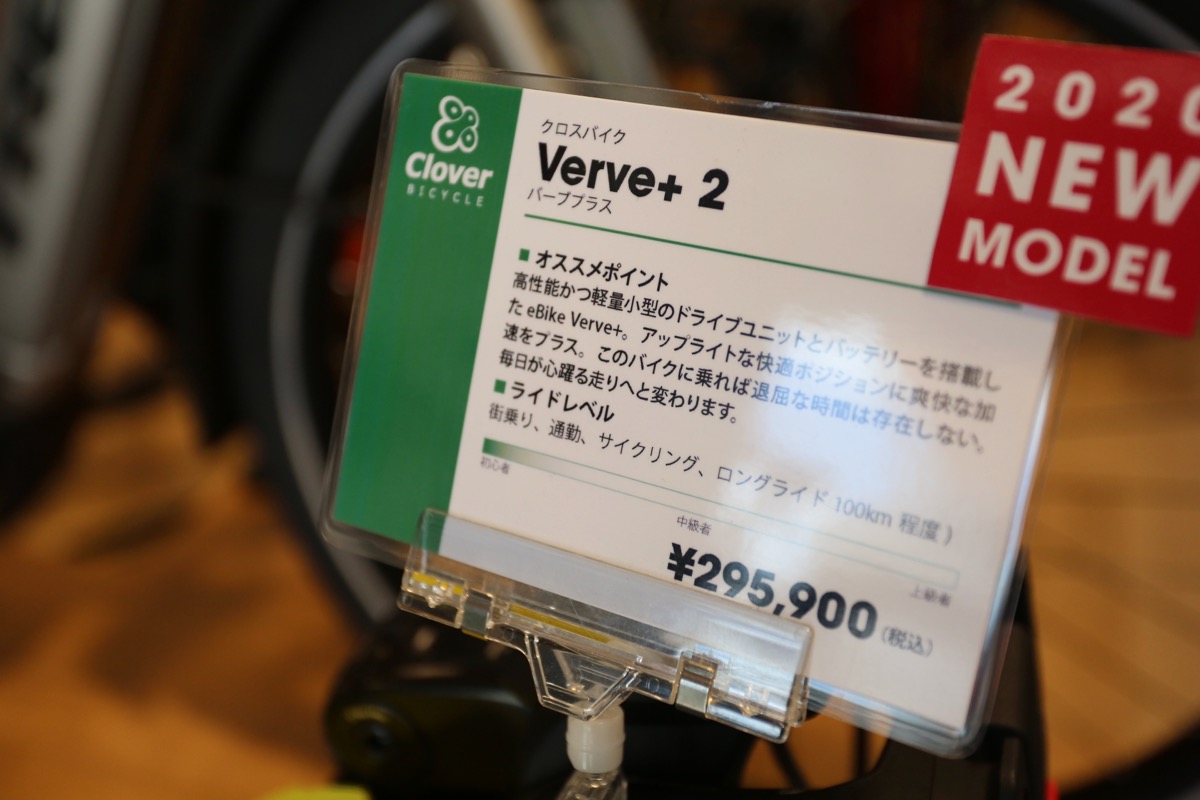 Clover
BICYCLE
クロスバイク
Verve+ 2
バーブプラス
2020
NEW
MODEL
■ オススメポイント
高性能かつ軽量小型のドライブユニットとバッテリーを搭載し
た eBike Verve+。アップライトな快適ポジションに爽快な加
速をプラス。このバイクに乗れば退屈な時間は存在しない。
毎日が心躍る走りへと変わります。
■ ライドレベル
街乗り、通勤、サイクリング、ロングライド 100km 程度 )
初心者
中級者
上級者
¥295,900 (税込)